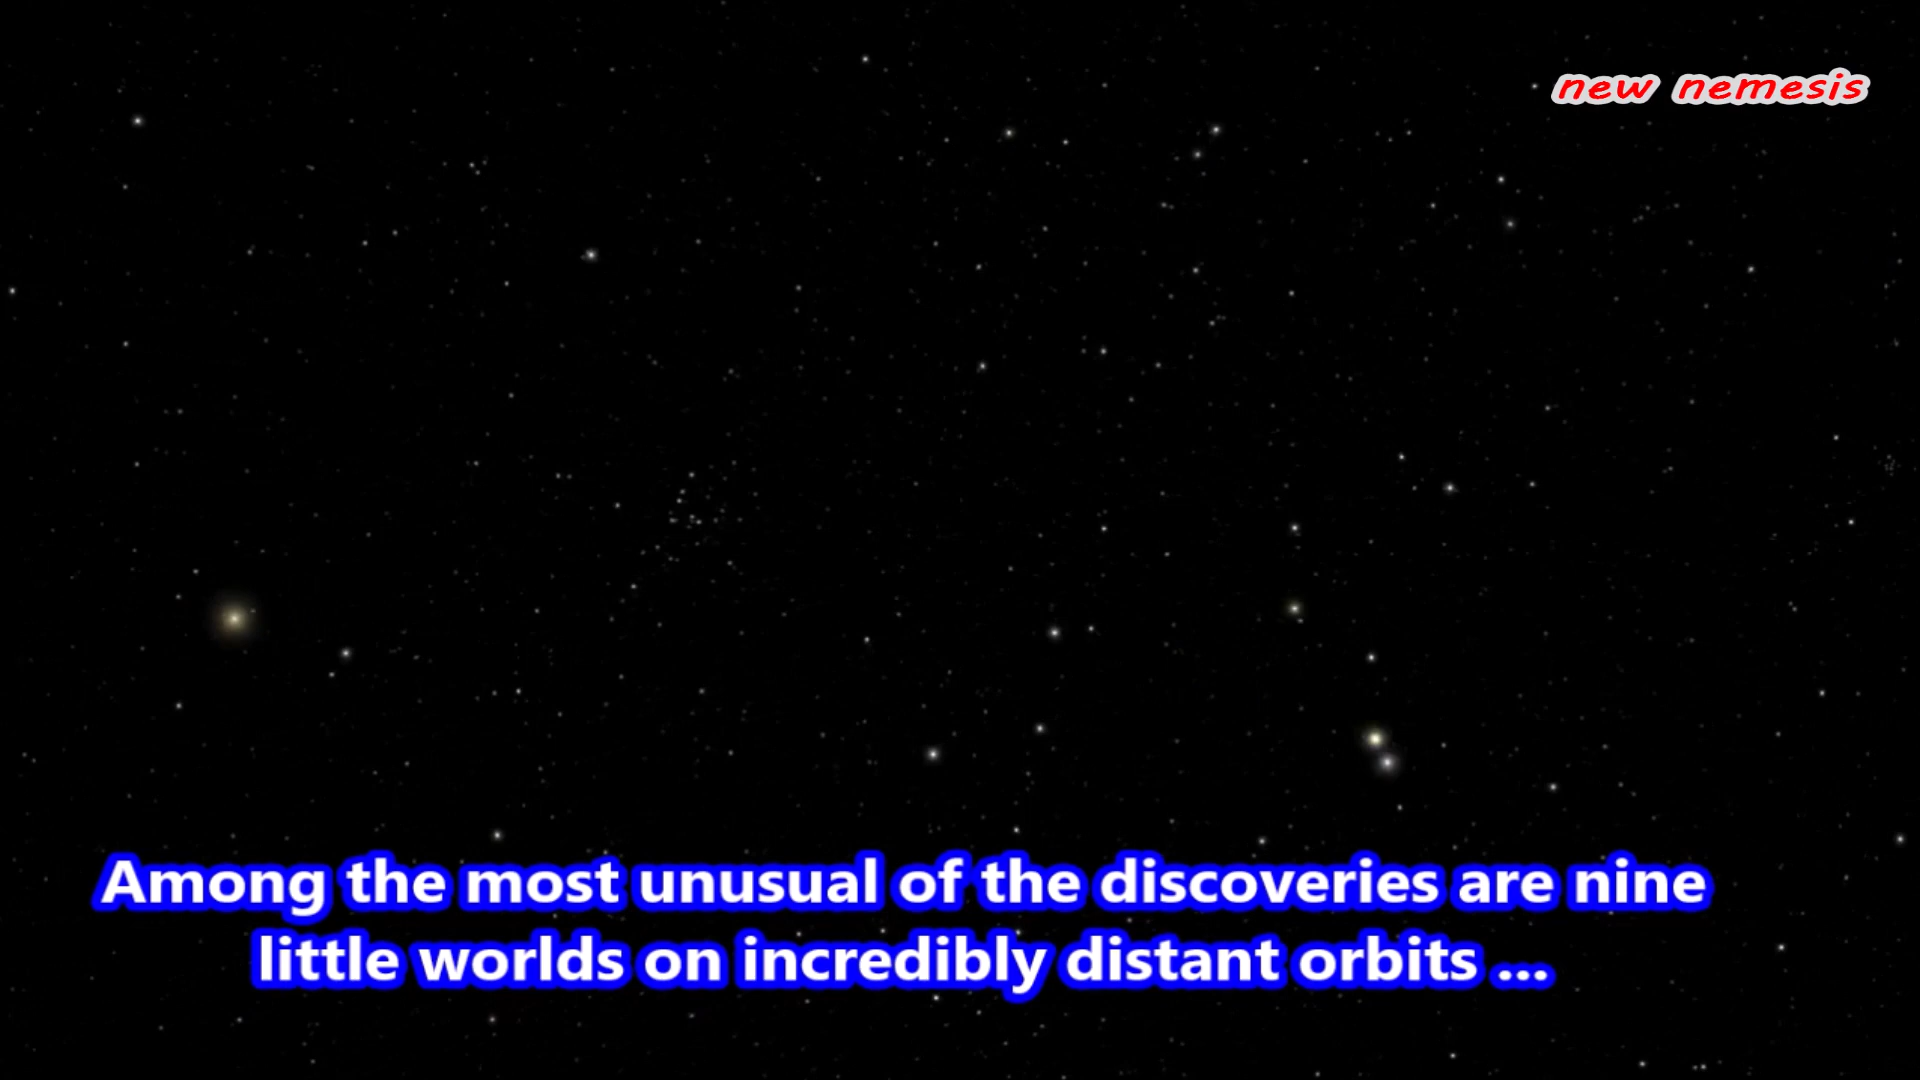 new nemesis
Among the most unusual of the discoveries are nine
little worlds on incredibly distant orbits ...